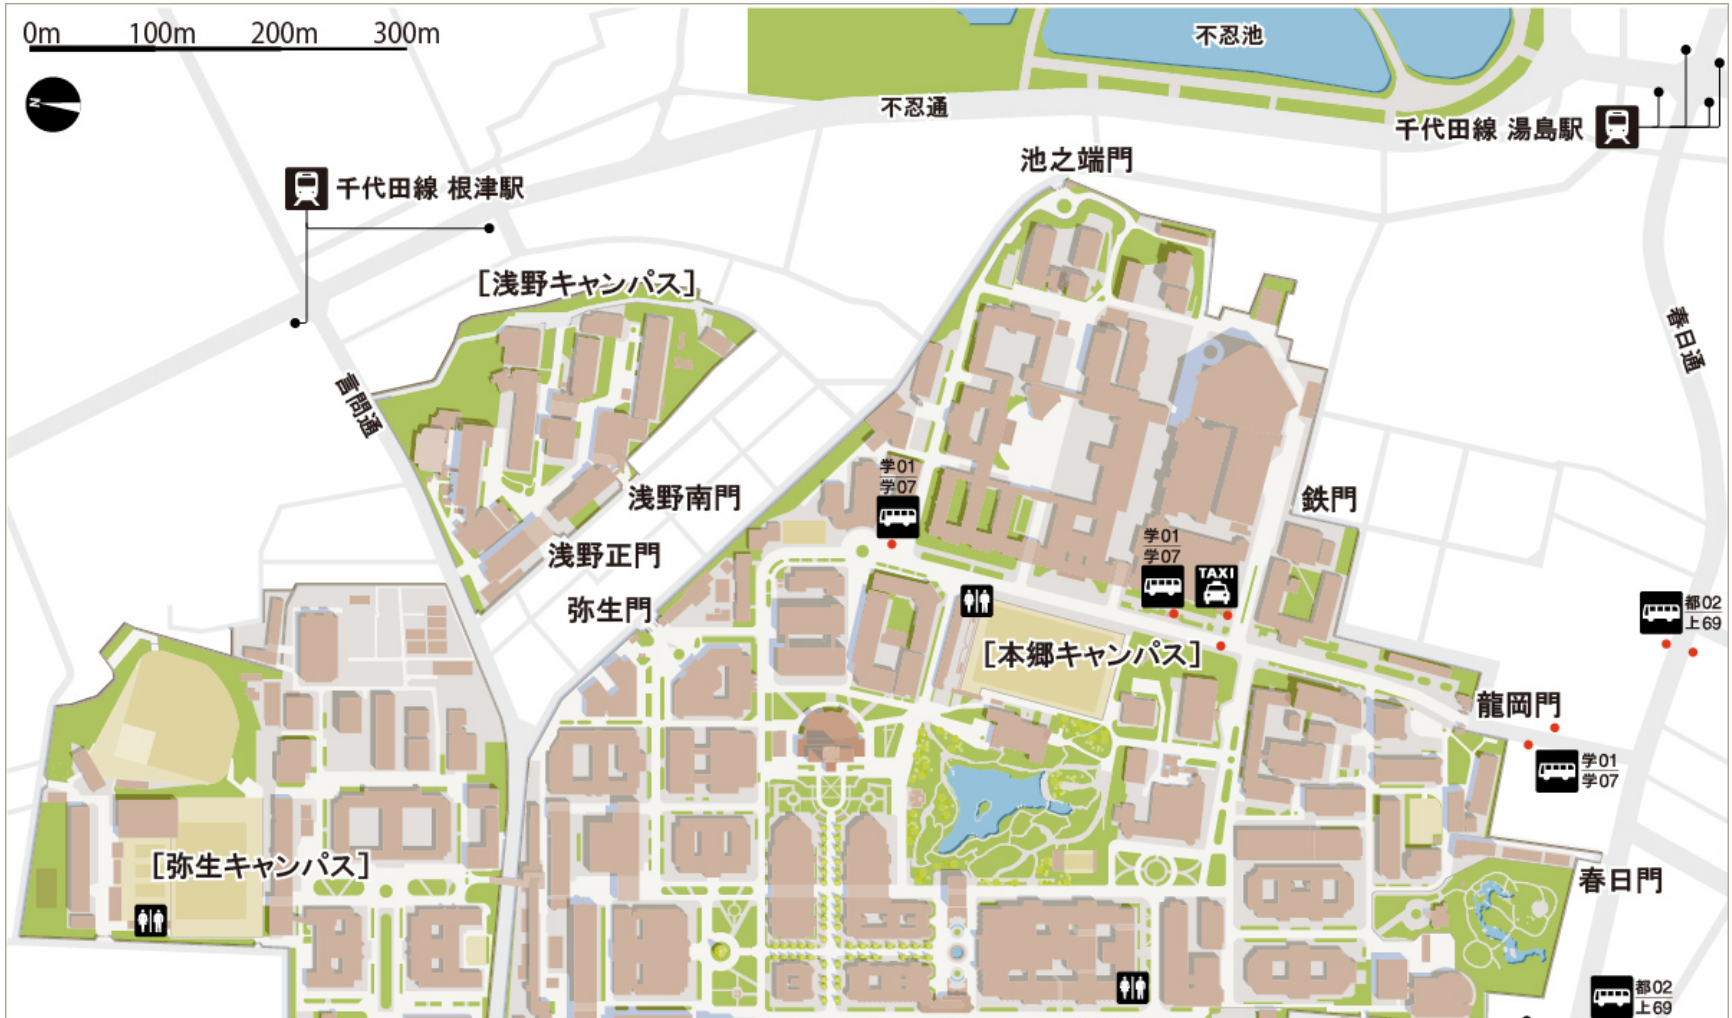 0m 100m 200m 300m
N
不忍池
不忍通
千代田線 湯島駅
池之端門
千代田線 根津駅
[浅野キャンパス]
春日通
言問通
学01
学07
浅野南門
鉄門
学01
学07
TAXI
浅野正門
弥生門
都02
上69
[本郷キャンパス]
龍岡門
学01
学07
[弥生キャンパス]
春日門
都02
上69